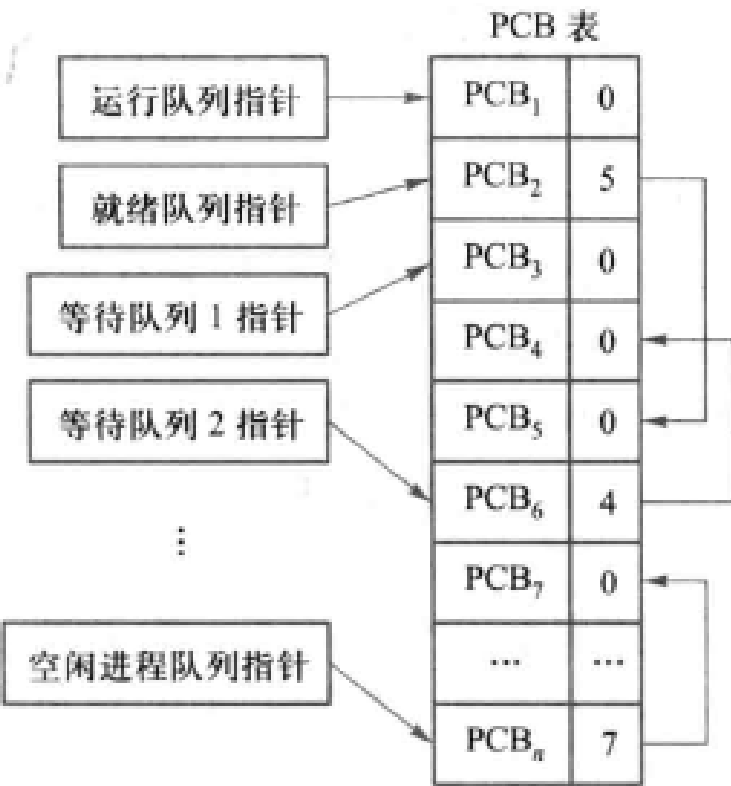 PCB 表
运行队列指针
PCB₁ 0
就绪队列指针
PCB₂ 5
PCB₃ 0
等待队列 1 指针
PCB₄ 0
等待队列 2 指针
PCB₅ 0
PCB₆ 4
⋮
PCB₇ 0
空闲进程队列指针
… …
PCBₙ 7